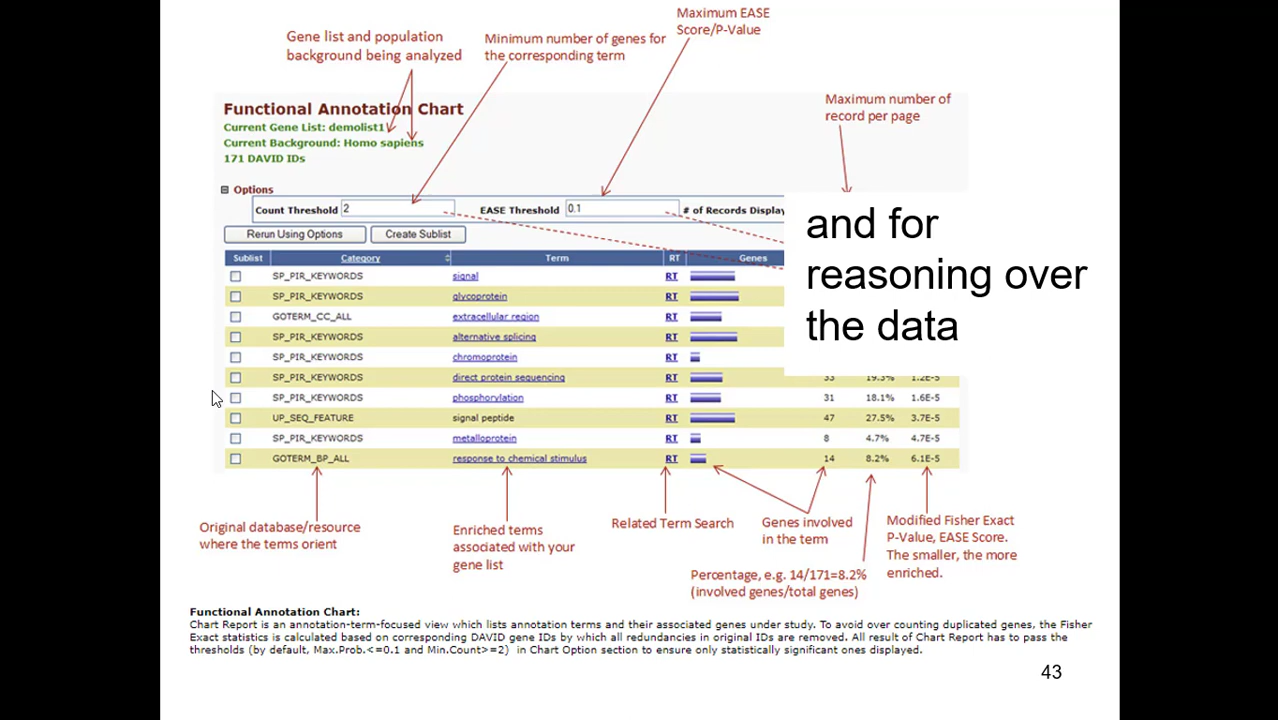 Maximum EASE
Score/P-Value
Gene list and population
background being analyzed
Minimum number of genes for
the corresponding term
Maximum number of
record per page
Functional Annotation Chart
Current Gene List: demolist1
Current Background: Homo sapiens
171 DAVID IDs
Options
Count Threshold 2 EASE Threshold 0.1 # of Records Display
and for
reasoning over
the data
Rerun Using Options Create Sublist
Sublist Category Term RT Genes
SP_PIR_KEYWORDS signal RT
SP_PIR_KEYWORDS glycoprotein RT
GOTERM_CC_ALL extracellular region RT
SP_PIR_KEYWORDS alternative splicing RT
SP_PIR_KEYWORDS chromoprotein RT
SP_PIR_KEYWORDS direct protein sequencing RT 33 19.3% 1.2E-5
SP_PIR_KEYWORDS phosphorylation RT 31 18.1% 1.6E-5
UP_SEQ_FEATURE signal peptide RT 47 27.5% 3.7E-5
SP_PIR_KEYWORDS metalloprotein RT 8 4.7% 4.7E-5
GOTERM_BP_ALL response to chemical stimulus RT 14 8.2% 6.1E-5
Original database/resource
where the terms orient
Enriched terms
associated with your
gene list
Related Term Search
Genes involved
in the term
Percentage, e.g. 14/171=8.2%
(involved genes/total genes)
Modified Fisher Exact
P-Value, EASE Score.
The smaller, the more
enriched.
Functional Annotation Chart:
Chart Report is an annotation-term-focused view which lists annotation terms and their associated genes under study. To avoid over counting duplicated genes, the Fisher
Exact statistics is calculated based on corresponding DAVID gene IDs by which all redundancies in original IDs are removed. All result of Chart Report has to pass the
thresholds (by default, Max.Prob.<=0.1 and Min.Count>=2) in Chart Option section to ensure only statistically significant ones displayed.
43